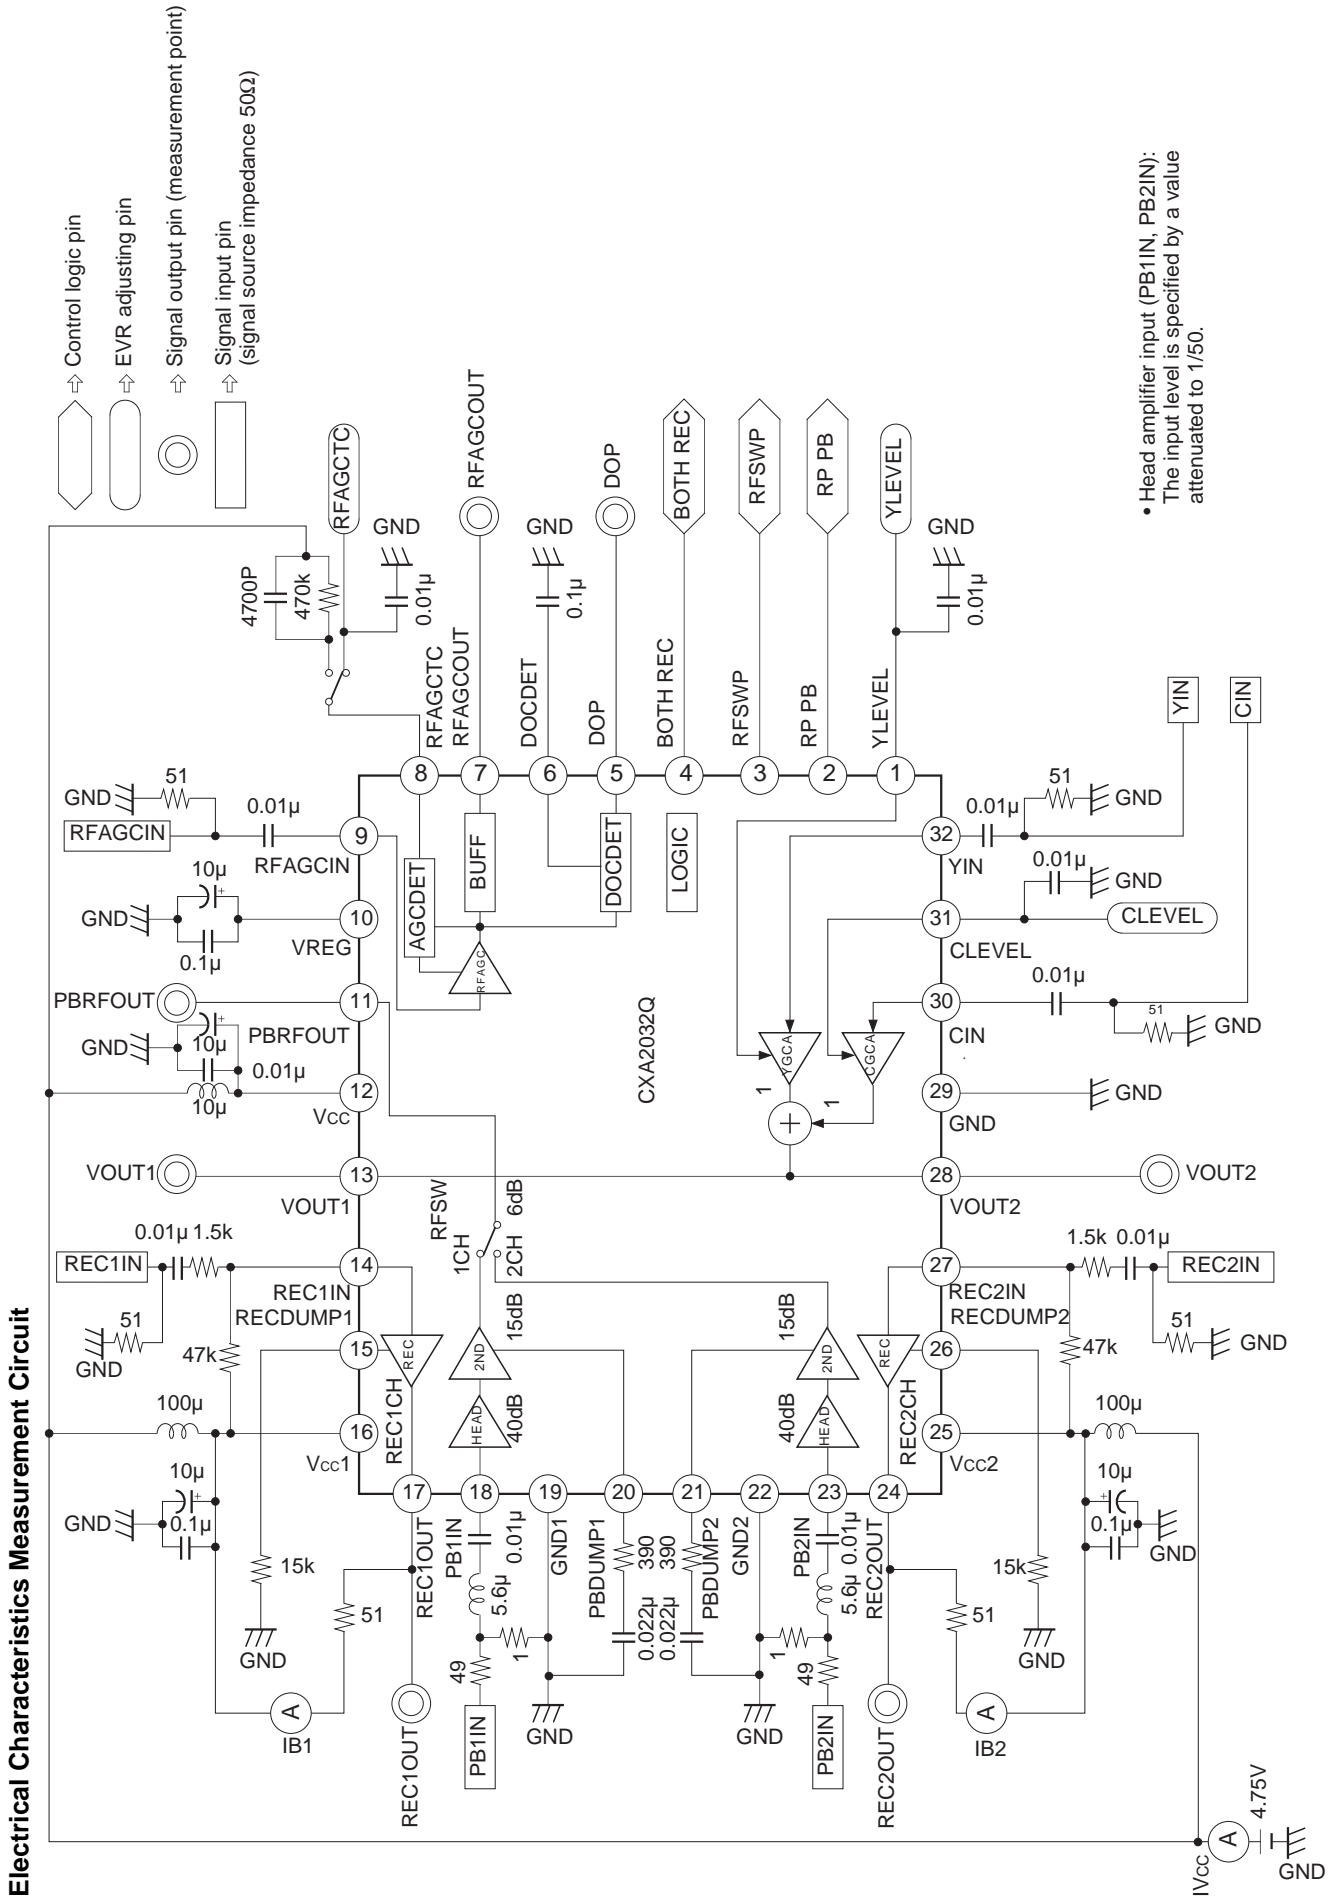 Electrical Characteristics Measurement Circuit
Control logic pin
EVR adjusting pin
Signal output pin (measurement point)
Signal input pin
(signal source impedance 50Ω)
RFAGCTC
4700P
470k
GND
0.01µ
RFAGCOUT
GND
0.1µ
DOP
BOTH REC
RFSWP
RP PB
YLEVEL
GND
0.01µ
RFAGCTC
RFAGCOUT
DOCDET
DOP
BOTH REC
RFSWP
RP PB
YLEVEL
8
7
6
5
4
3
2
1
GND
51
RFAGCIN
0.01µ
9
RFAGCIN
10µ
GND
0.1µ
10
VREG
PBRFOUT
11
PBRFOUT
10µ
GND
0.01µ
10µ
12
Vcc
VOUT1
13
VOUT1
0.01µ
1.5k
REC1IN
14
REC1IN
RECDUMP1
51
GND
47k
15
100µ
16
Vcc1
10µ
GND
0.1µ
15k
GND
51
A
IB1
AGCDET
BUFF
DOCDET
LOGIC
RFAGC
CXA2032Q
YGCA
CGCA
1
1
+
RFSW
1CH
2CH
6dB
15dB
15dB
2ND
2ND
REC
REC
REC1CH
REC2CH
HEAD
HEAD
40dB
40dB
17
18
19
20
21
22
23
24
REC1OUT
PB1IN
0.01µ
GND1
PBDUMP1
390
390
PBDUMP2
GND2
PB2IN
0.01µ
REC2OUT
5.6µ
0.022µ
0.022µ
5.6µ
49
1
1
49
GND
GND
REC1OUT
PB1IN
PB2IN
REC2OUT
32
YIN
0.01µ
51
GND
YIN
CIN
31
CLEVEL
0.01µ
GND
CLEVEL
30
CIN
0.01µ
51
GND
29
GND
GND
28
VOUT2
VOUT2
27
REC2IN
RECDUMP2
1.5k
0.01µ
REC2IN
51
GND
26
47k
25
Vcc2
100µ
10µ
0.1µ
GND
15k
GND
51
A
IB2
IVcc
A
4.75V
GND
• Head amplifier input (PB1IN, PB2IN):
The input level is specified by a value
attenuated to 1/50.